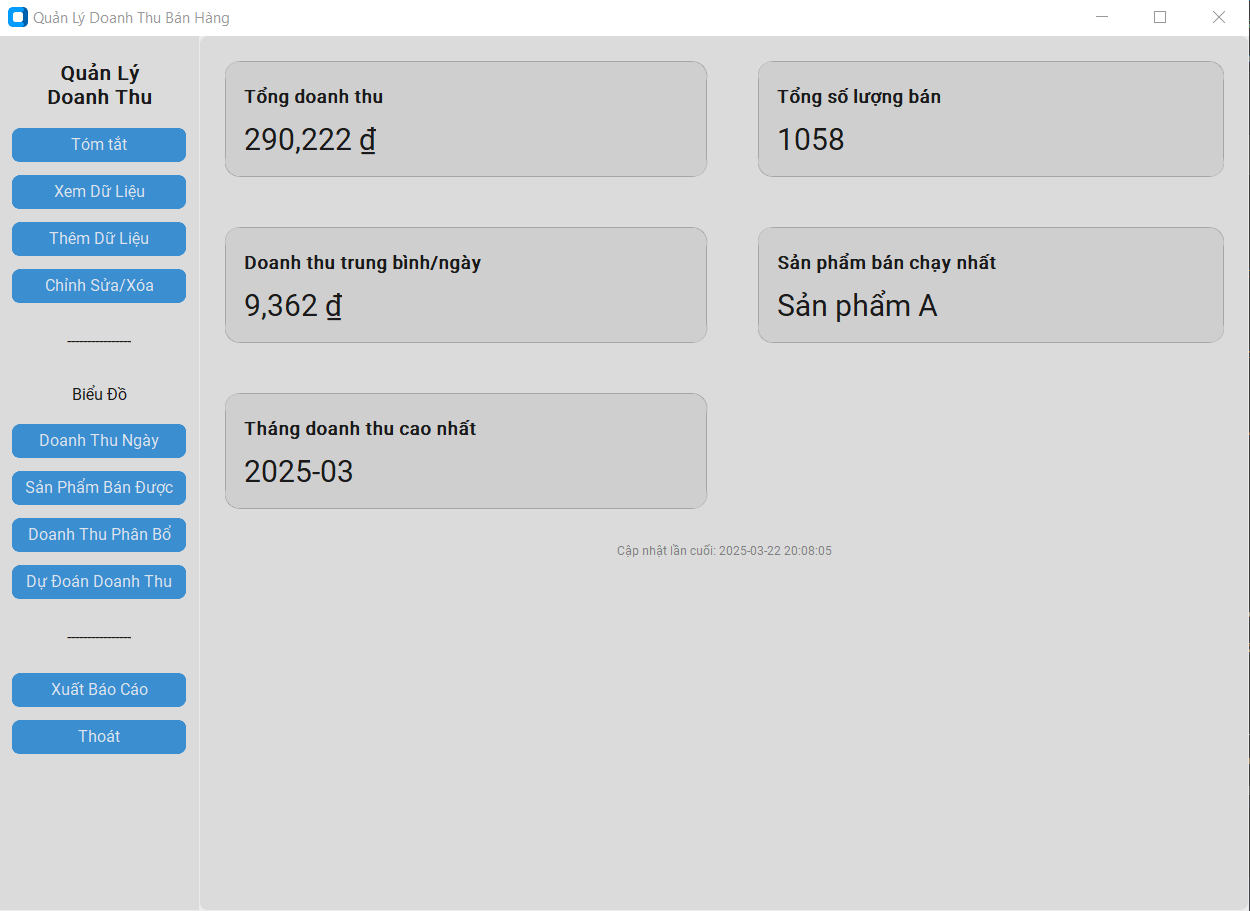 Quản Lý Doanh Thu Bán Hàng
Quản Lý
Doanh Thu
Tóm tắt
Xem Dữ Liệu
Thêm Dữ Liệu
Chỉnh Sửa/Xóa
----------------
Biểu Đồ
Doanh Thu Ngày
Sản Phẩm Bán Được
Doanh Thu Phân Bổ
Dự Đoán Doanh Thu
----------------
Xuất Báo Cáo
Thoát
Tổng doanh thu
290,222 ₫
Tổng số lượng bán
1058
Doanh thu trung bình/ngày
9,362 ₫
Sản phẩm bán chạy nhất
Sản phẩm A
Tháng doanh thu cao nhất
2025-03
Cập nhật lần cuối: 2025-03-22 20:08:05